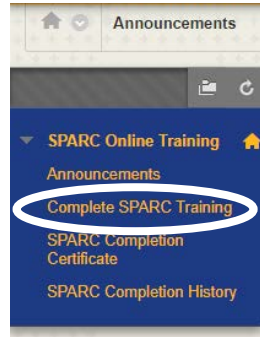 Announcements
SPARC Online Training
Announcements
Complete SPARC Training
SPARC Completion
Certificate
SPARC Completion History